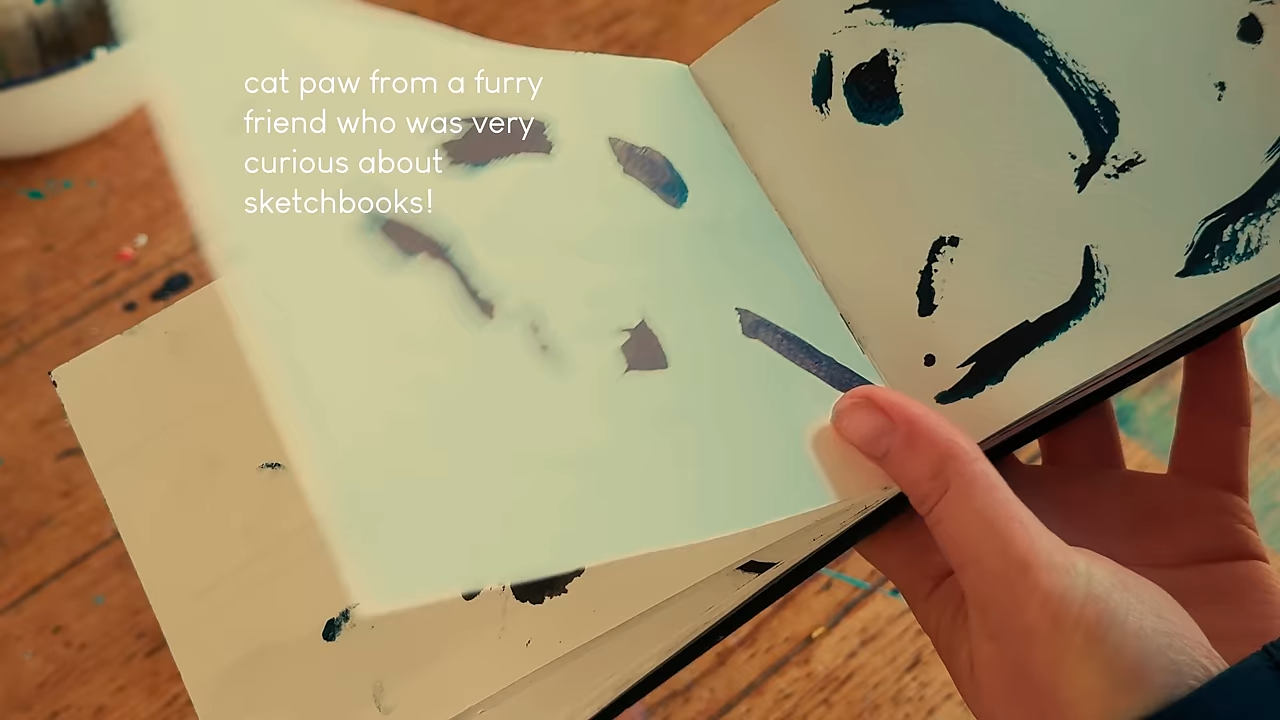 cat paw from a furry
friend who was very
curious about
sketchbooks!